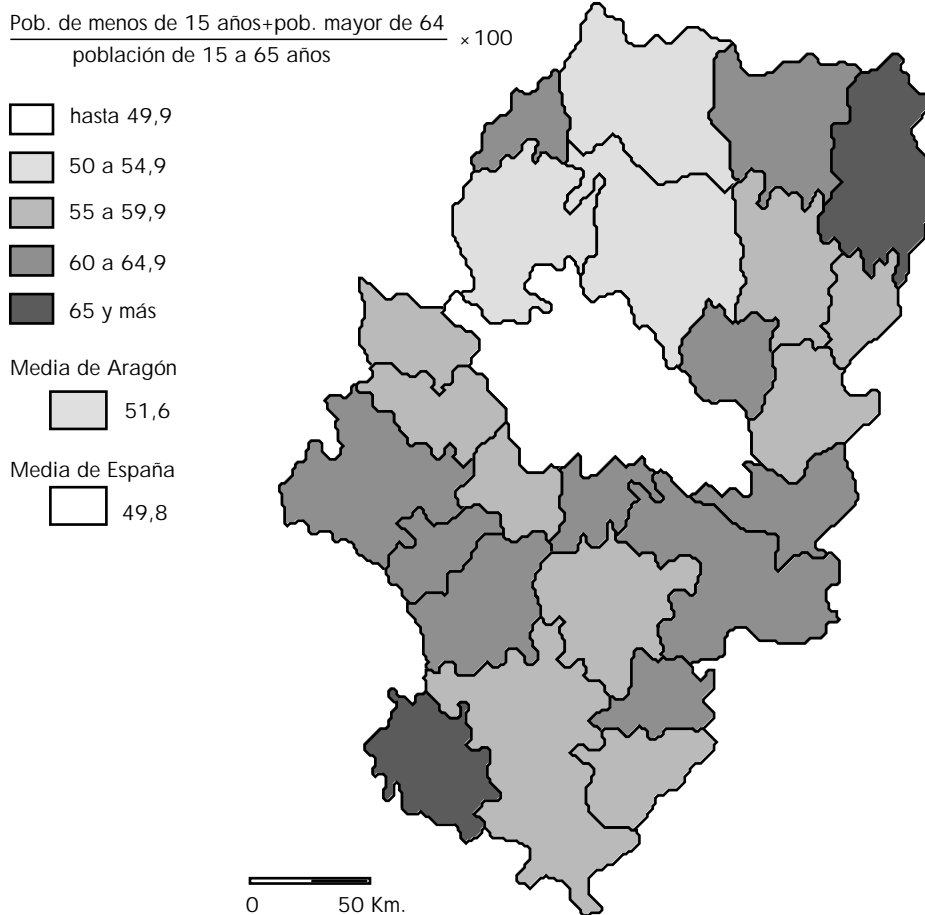 Pob. de menos de 15 años+pob. mayor de 64
población de 15 a 65 años
×100
hasta 49,9
50 a 54,9
55 a 59,9
60 a 64,9
65 y más
Media de Aragón
51,6
Media de España
49,8
0 50 Km.